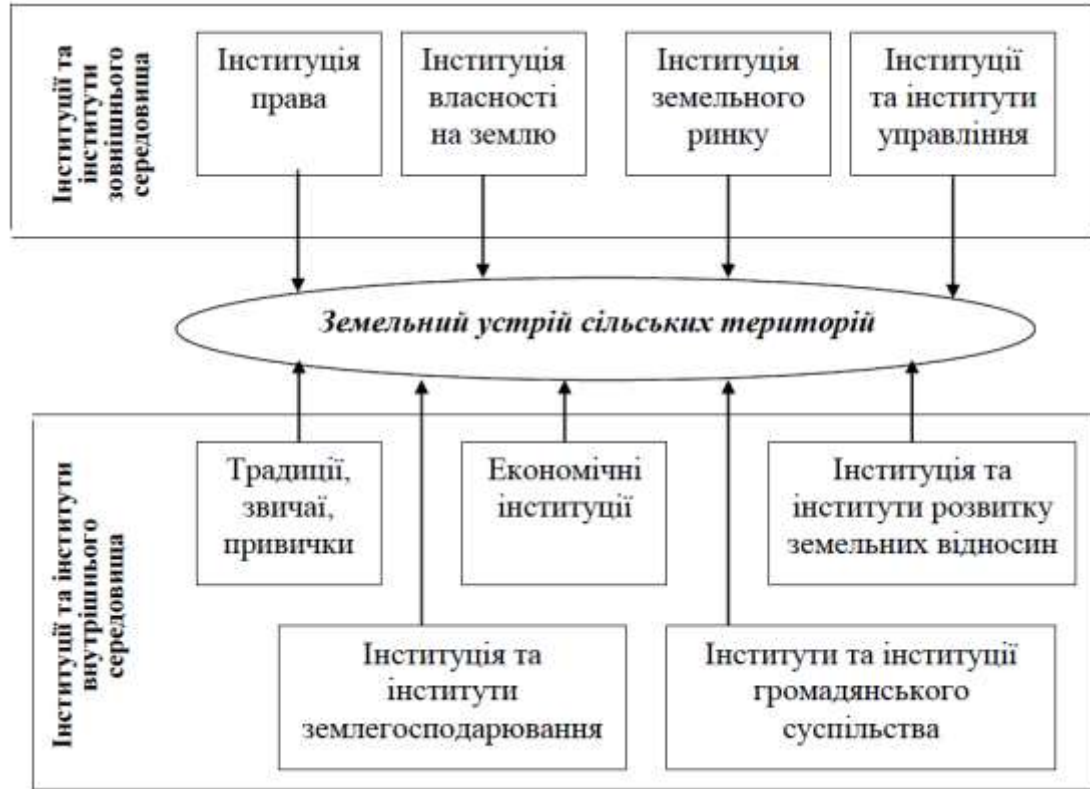 Інституції та
інститути
зовнішнього
середовища
Інституція
права
Інституція
власності
на землю
Інституція
земельного
ринку
Інституції
та інститути
управління
Земельний устрій сільських територій
Інституції та інститути
внутрішнього
середовища
Традиції,
звичаї,
привички
Економічні
інституції
Інституція та
інститути розвитку
земельних відносин
Інституція та
інститути
землегосподарювання
Інститути та інституції
громадянського
суспільства